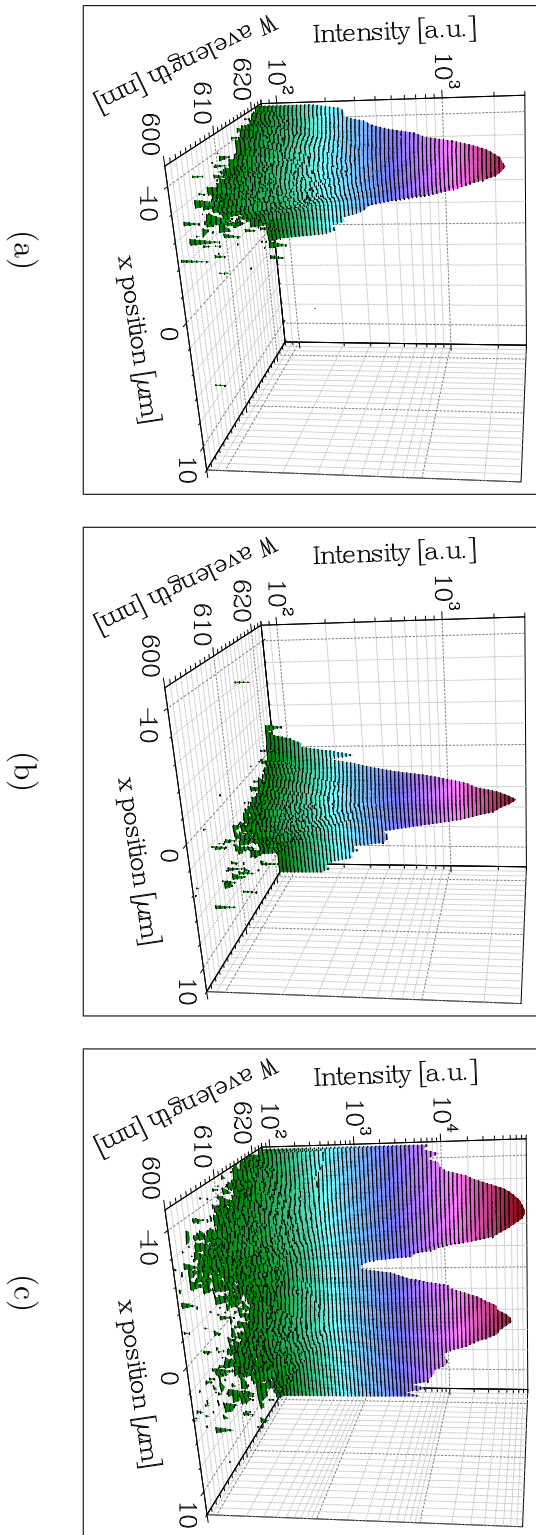 Intensity [a.u.]
10³
10²
Wavelength [nm]
620
610
600
-10
0
10
x position [µm]
(a)
Intensity [a.u.]
10³
10²
Wavelength [nm]
620
610
600
-10
0
10
x position [µm]
(b)
Intensity [a.u.]
10⁴
10³
10²
Wavelength [nm]
620
610
600
-10
0
10
x position [µm]
(c)